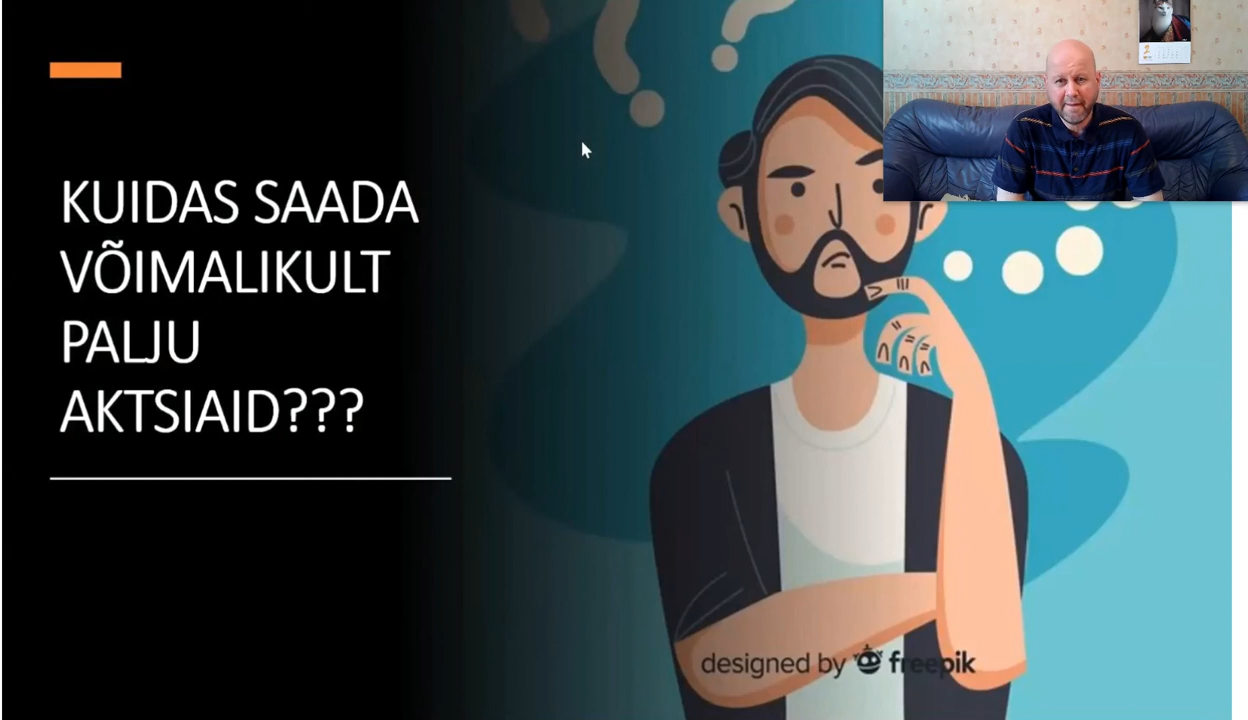 KUIDAS SAADA
VÕIMALIKULT
PALJU
AKTSIAID???
designed by freepik